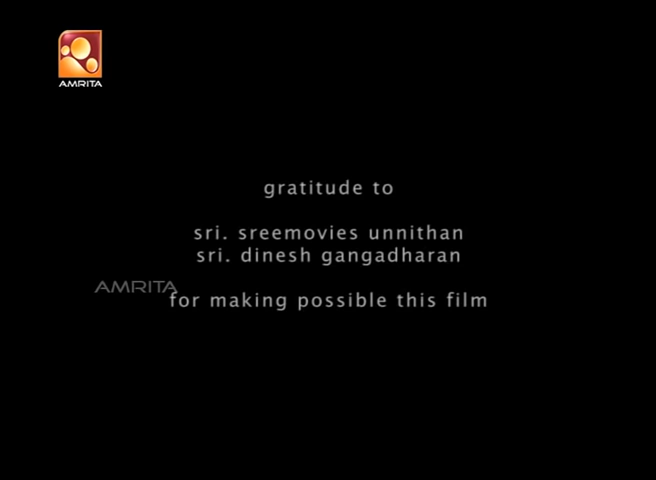 AMRITA
gratitude to
sri. sreemovies unnithan
sri. dinesh gangadharan
AMRITA
for making possible this film